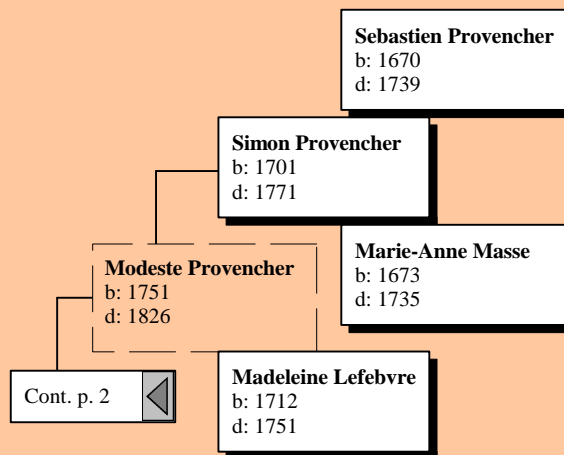 Sebastien Provencher
b: 1670
d: 1739
Simon Provencher
b: 1701
d: 1771
Marie-Anne Masse
b: 1673
d: 1735
Modeste Provencher
b: 1751
d: 1826
Madeleine Lefebvre
b: 1712
d: 1751
Cont. p. 2